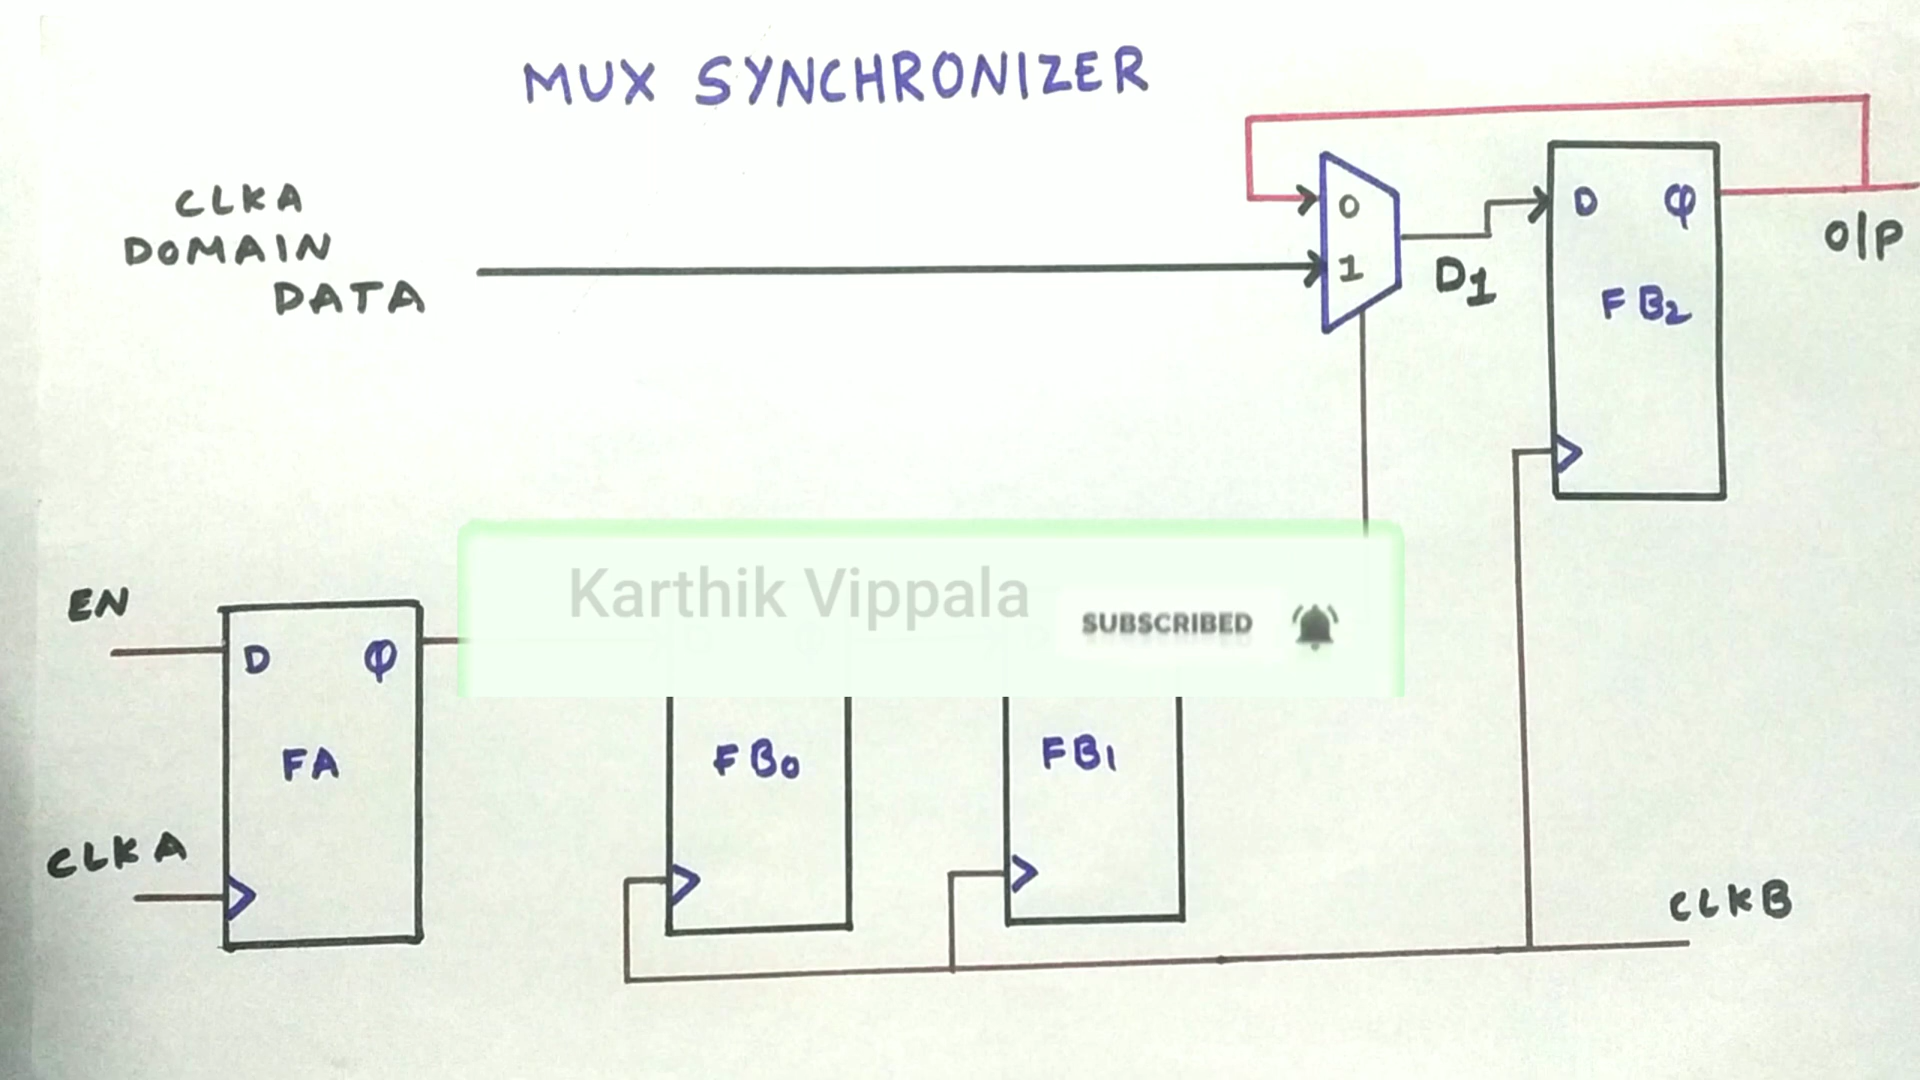 MUX SYNCHRONIZER
CLKA
DOMAIN
DATA
0
1
D1
D Q
FB2
O/P
EN
D Q
FA
CLKA
Karthik Vippala
SUBSCRIBED
FB0
FB1
CLKB